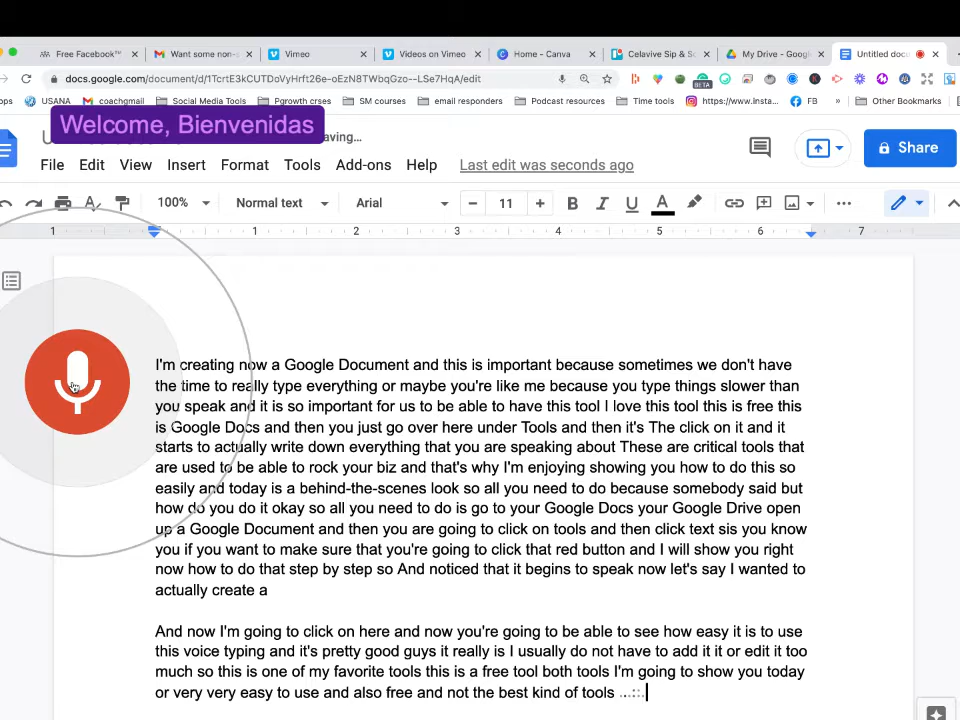 Free Facebook™ Want some non- Vimeo Videos on Vimeo Home - Canva Celavive Sip & Sc My Drive - Google Untitled docu
docs.google.com/document/d/1TcrtE3kCUTDoVyHrft26e-oEzN8TWbqGzo--LSe7HqA/edit BETA
USANA coachgmail Social Media Tools Pgrowth crses SM courses email responders Podcast resources Time tools https://www.insta... FB » Other Bookmarks
Welcome, Bienvenidas
File Edit View Insert Format Tools Add-ons Help Last edit was seconds ago Share
100% Normal text Arial 11 B I U A
1 1 2 3 4 5 6 7
I'm creating now a Google Document and this is important because sometimes we don't have
the time to really type everything or maybe you're like me because you type things slower than
you speak and it is so important for us to be able to have this tool I love this tool this is free this
is Google Docs and then you just go over here under Tools and then it's The click on it and it
starts to actually write down everything that you are speaking about These are critical tools that
are used to be able to rock your biz and that's why I'm enjoying showing you how to do this so
easily and today is a behind-the-scenes look so all you need to do because somebody said but
how do you do it okay so all you need to do is go to your Google Docs your Google Drive open
up a Google Document and then you are going to click on tools and then click text sis you know
you if you want to make sure that you're going to click that red button and I will show you right
now how to do that step by step so And noticed that it begins to speak now let's say I wanted to
actually create a
And now I'm going to click on here and now you're going to be able to see how easy it is to use
this voice typing and it's pretty good guys it really is I usually do not have to add it it or edit it too
much so this is one of my favorite tools this is a free tool both tools I'm going to show you today
or very very easy to use and also free and not the best kind of tools